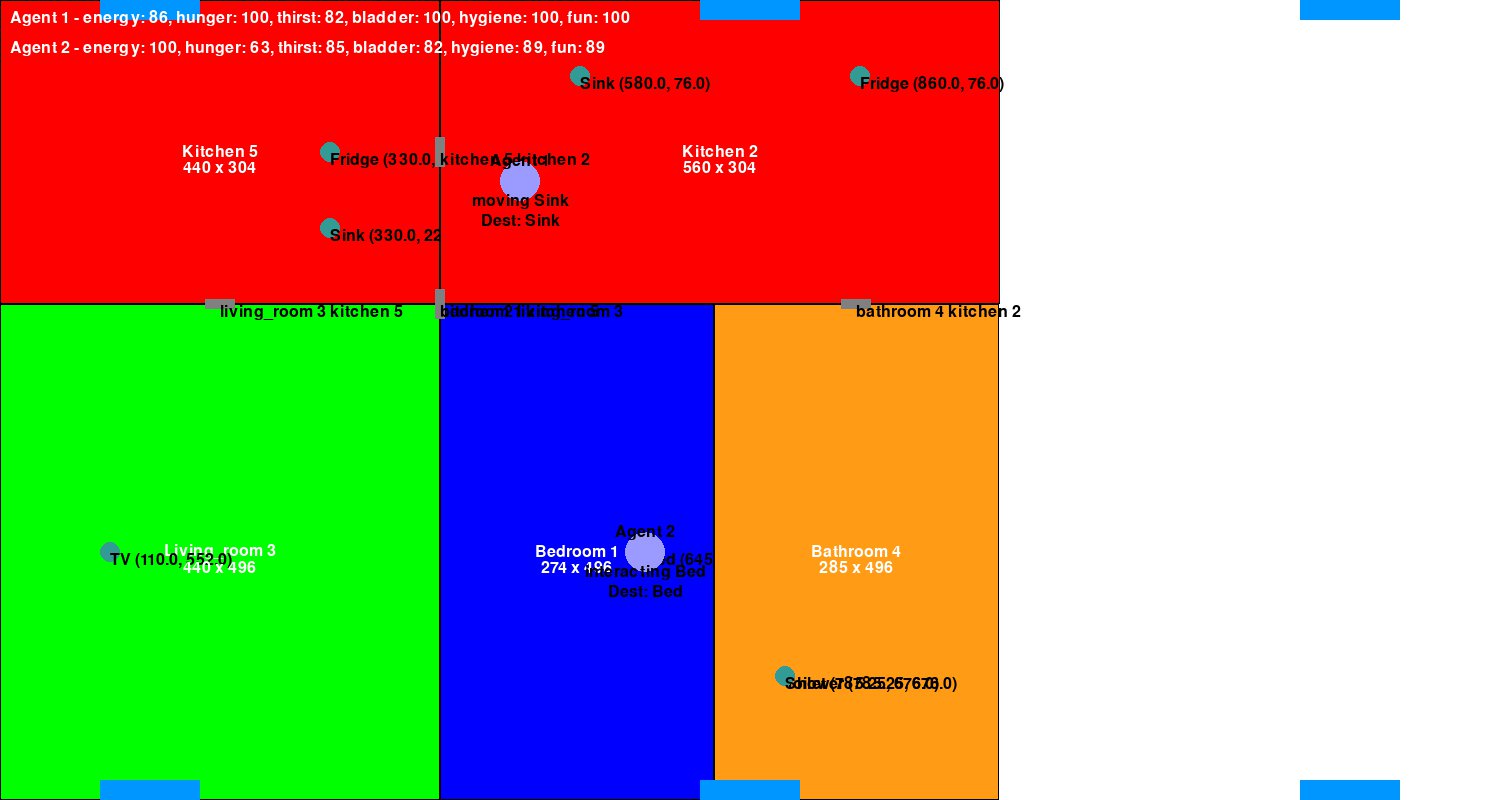 Agent 1 - energy: 86, hunger: 100, thirst: 82, bladder: 100, hygiene: 100, fun: 100
Agent 2 - energy: 100, hunger: 63, thirst: 85, bladder: 82, hygiene: 89, fun: 89
Sink (580.0, 76.0)
Fridge (860.0, 76.0)
Kitchen 5
440 x 304
Fridge (330.0,
kitchen 5 kitchen 2
Agent 1
Kitchen 2
560 x 304
moving Sink
Dest: Sink
Sink (330.0, 22
living_room 3 kitchen 5
living_room 3
bathroom 4 kitchen 2
Agent 2
TV (110.0, 552.0)
Living_room 3
440 x 496
Bedroom 1
274 x 496
(645
Interacting Bed
Dest: Bed
Bathroom 4
285 x 496